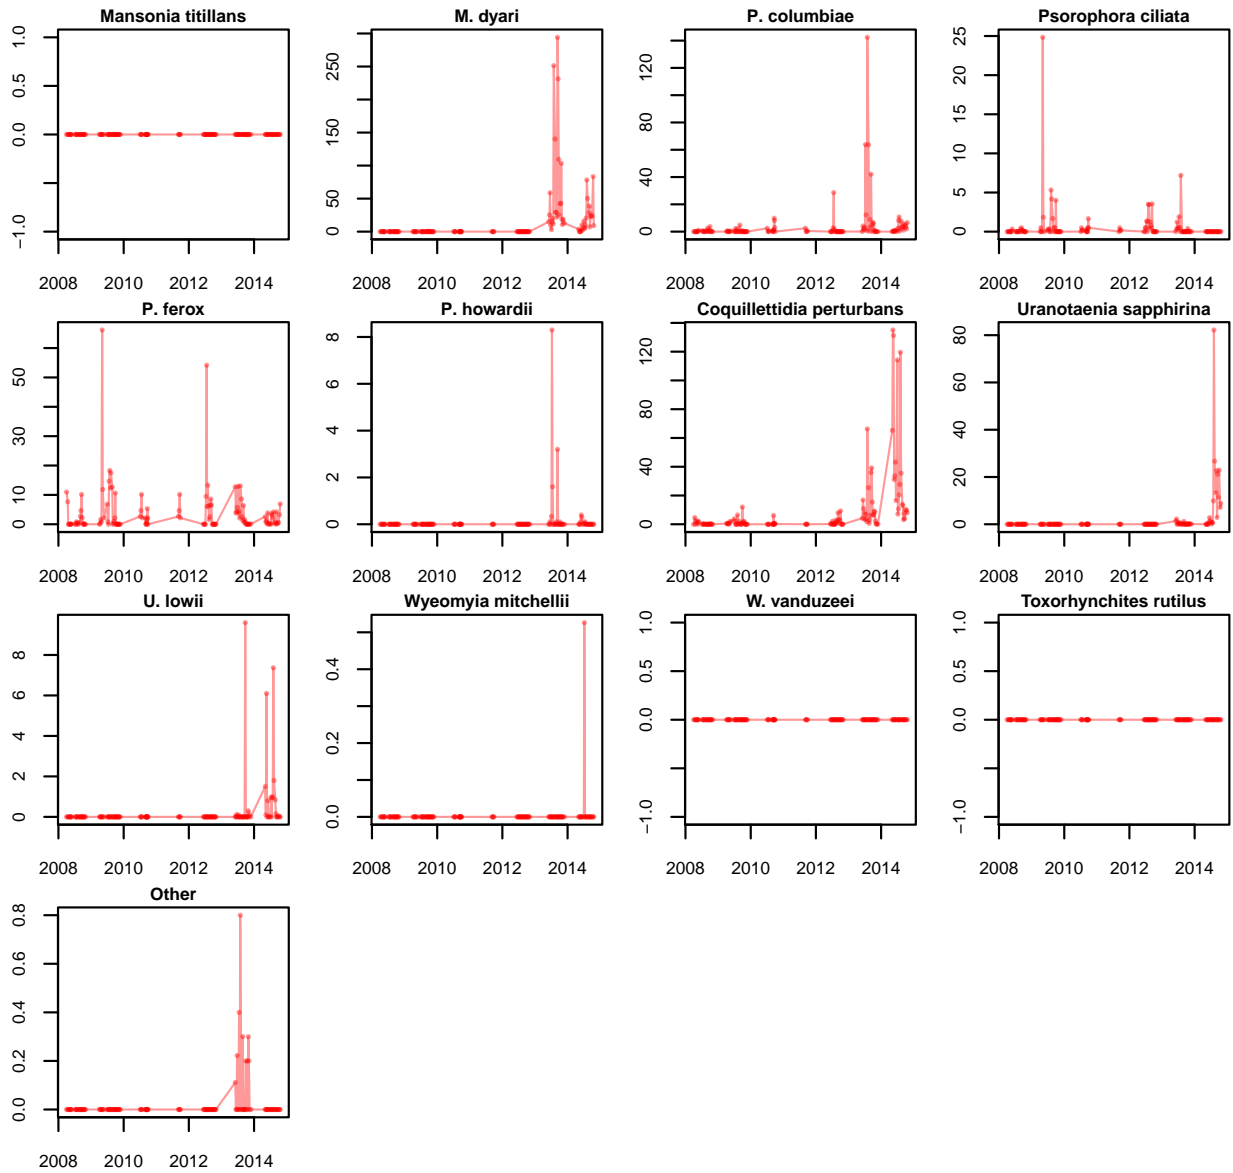 Mansonia titillans
1.0
0.5
0.0
−1.0
2008 2010 2012 2014
M. dyari
250
150
50
0
2008 2010 2012 2014
P. columbiae
120
80
40
0
2008 2010 2012 2014
Psorophora ciliata
25
20
15
10
5
0
2008 2010 2012 2014
P. ferox
50
30
10
0
2008 2010 2012 2014
P. howardii
8
6
4
2
0
2008 2010 2012 2014
Coquillettidia perturbans
120
80
40
0
2008 2010 2012 2014
Uranotaenia sapphirina
80
60
40
20
0
2008 2010 2012 2014
U. lowii
8
6
4
2
0
2008 2010 2012 2014
Wyeomyia mitchellii
0.4
0.2
0.0
2008 2010 2012 2014
W. vanduzeei
1.0
0.5
0.0
−1.0
2008 2010 2012 2014
Toxorhynchites rutilus
1.0
0.5
0.0
−1.0
2008 2010 2012 2014
Other
0.8
0.6
0.4
0.2
0.0
2008 2010 2012 2014